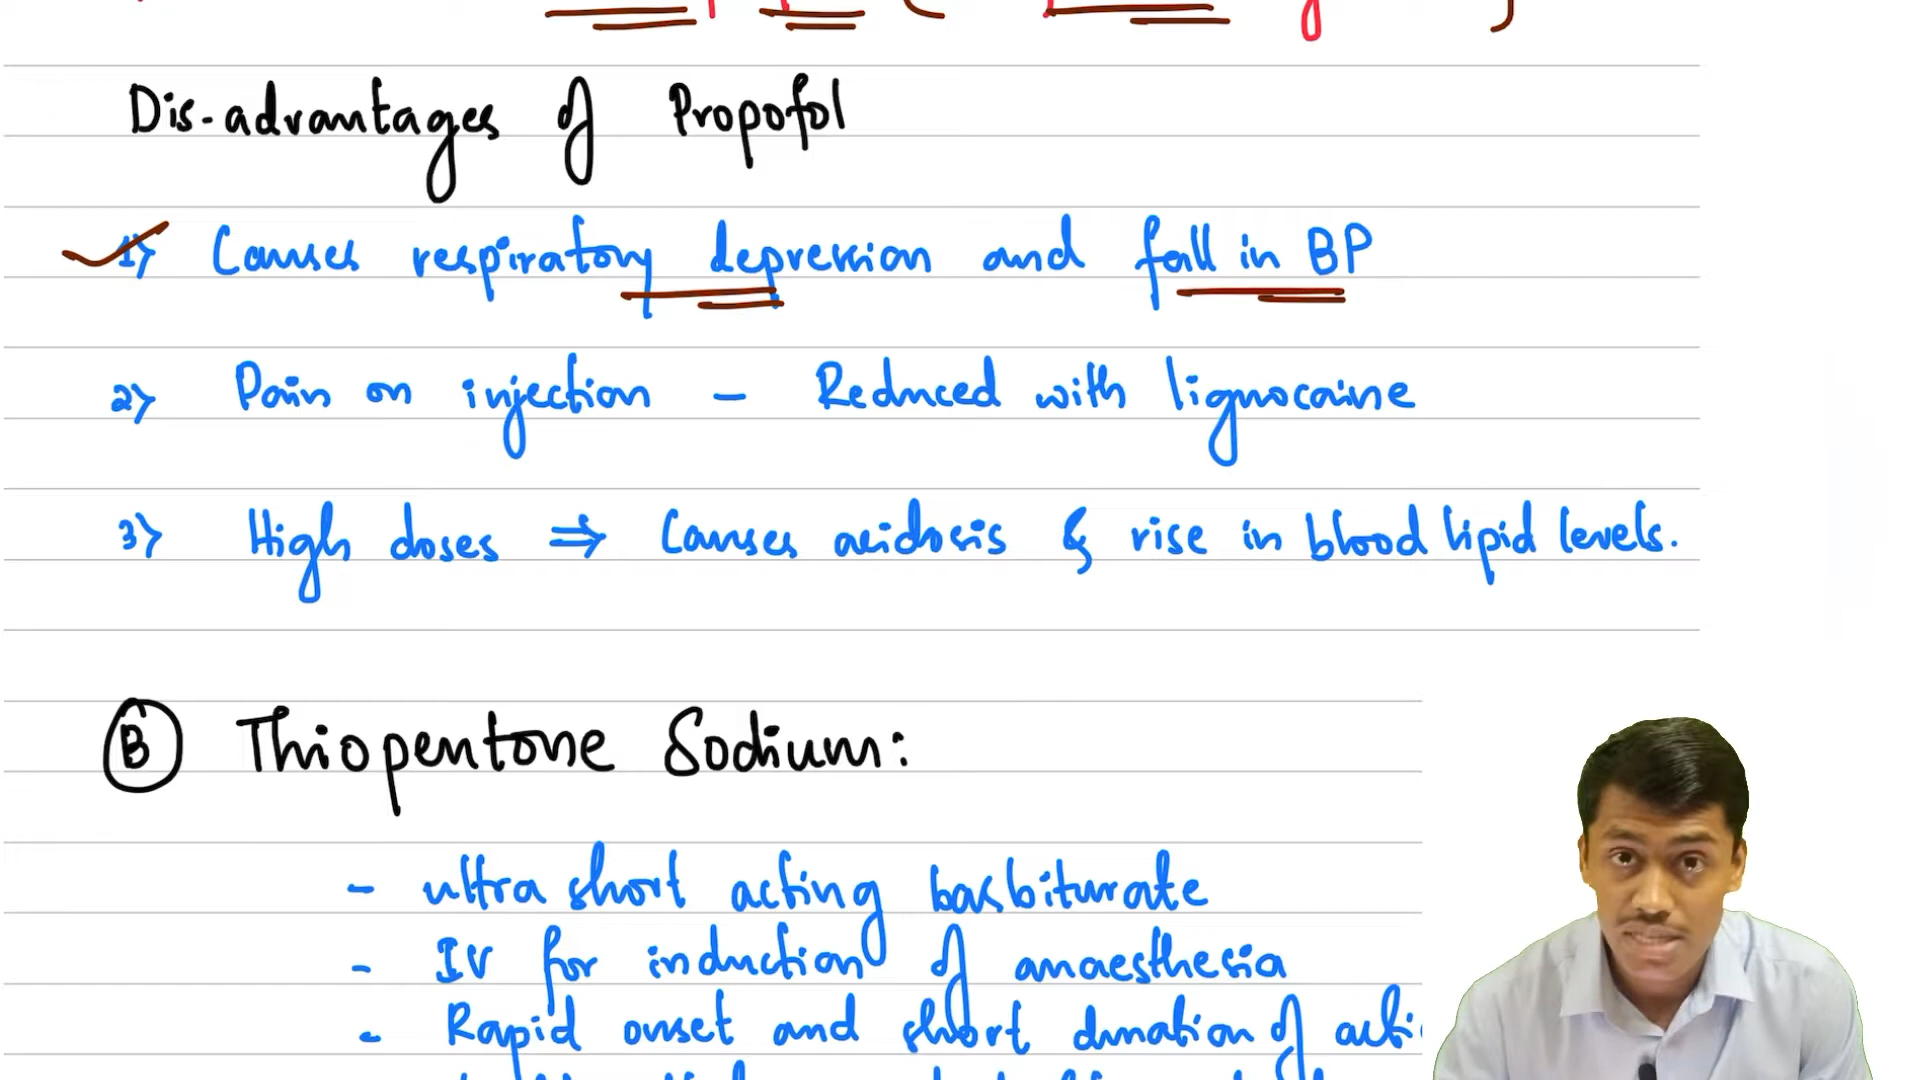 Dis-advantages of Propofol
1) Causes respiratory depression and fall in BP
2) Pain on injection - Reduced with lignocaine
3) High doses ⇒ Causes acidosis & rise in blood lipid levels.
B Thiopentone Sodium:
- ultra short acting barbiturate
- IV for induction of anaesthesia
- Rapid onset and short duration of acti